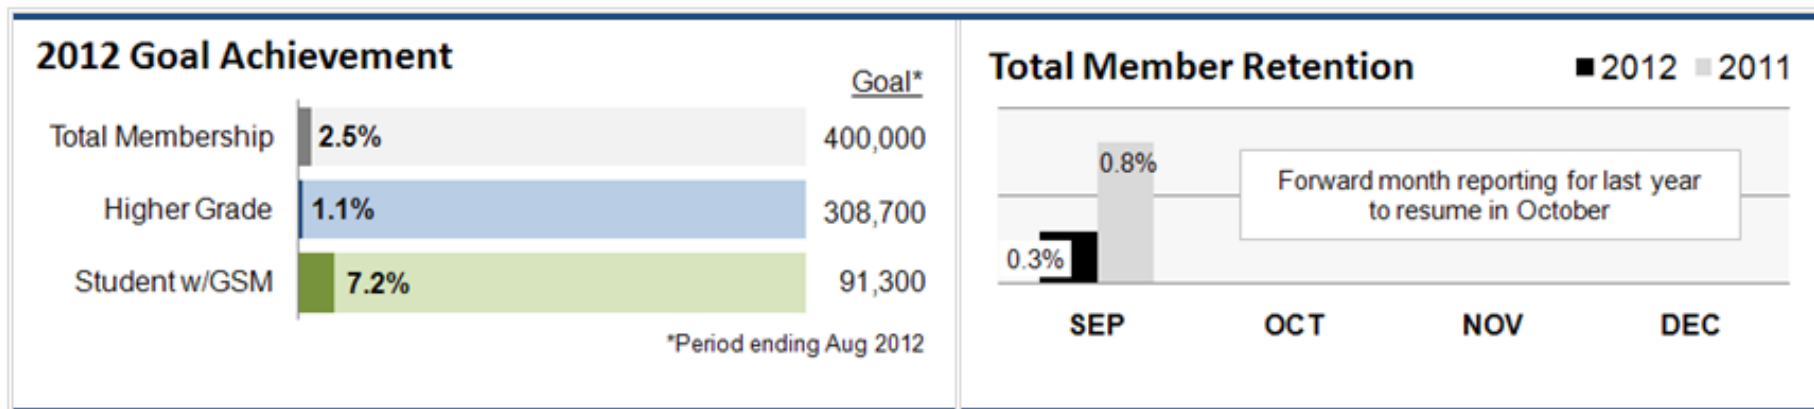 2012 Goal Achievement
Goal*
Total Membership 2.5% 400,000
Higher Grade 1.1% 308,700
Student w/GSM 7.2% 91,300
*Period ending Aug 2012
Total Member Retention 2012 2011
0.8%
0.3%
Forward month reporting for last year
to resume in October
SEP OCT NOV DEC